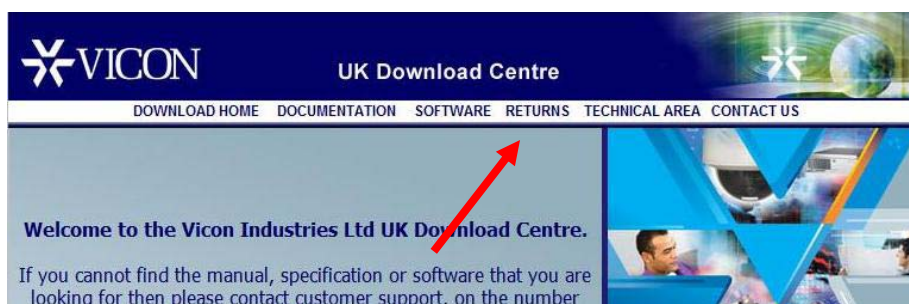 VICON
UK Download Centre
DOWNLOAD HOME DOCUMENTATION SOFTWARE RETURNS TECHNICAL AREA CONTACT US
Welcome to the Vicon Industries Ltd UK Download Centre.
If you cannot find the manual, specification or software that you are
looking for then please contact customer support, on the number